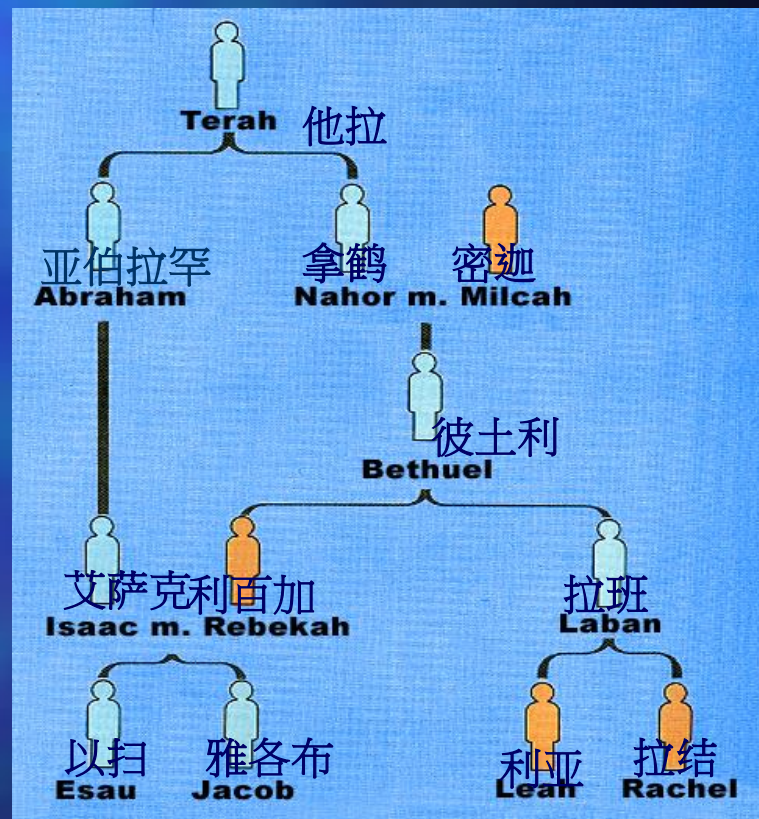 Terah 他拉
亚伯拉罕 拿鹤 密迦
Abraham Nahor m. Milcah
彼土利
Bethuel
艾萨克 利百加 拉班
Isaac m. Rebekah Laban
以扫 雅各布 利亚 拉结
Esau Jacob Leah Rachel